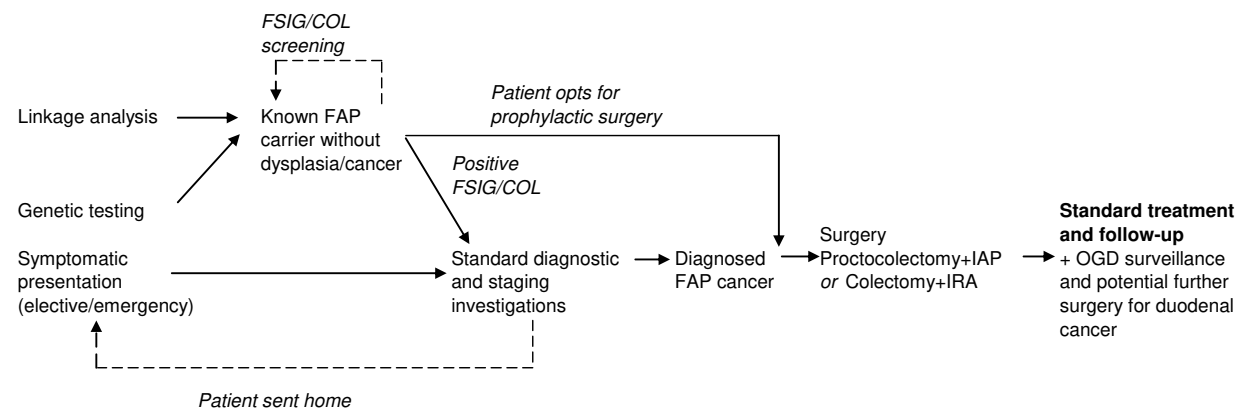 FSIG/COL
screening
Linkage analysis
Known FAP
carrier without
dysplasia/cancer
Patient opts for
prophylactic surgery
Positive
FSIG/COL
Genetic testing
Symptomatic
presentation
(elective/emergency)
Standard diagnostic
and staging
investigations
Diagnosed
FAP cancer
Surgery
Proctocolectomy+IAP
or Colectomy+IRA
Standard treatment
and follow-up
+ OGD surveillance
and potential further
surgery for duodenal
cancer
Patient sent home